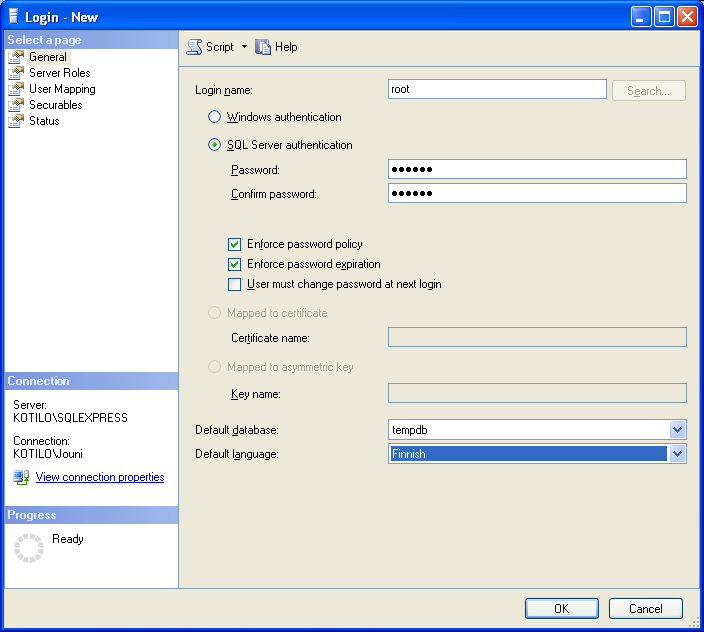 Login - New
Select a page
General
Server Roles
User Mapping
Securables
Status
Script
Help
Login name:
root
Search...
Windows authentication
SQL Server authentication
Password:
●●●●●●
Confirm password:
●●●●●●
Enforce password policy
Enforce password expiration
User must change password at next login
Mapped to certificate
Certificate name:
Mapped to asymmetric key
Key name:
Default database:
tempdb
Default language:
Finnish
Connection
Server:
KOTILO\SQLEXPRESS
Connection:
KOTILO\Jouni
View connection properties
Progress
Ready
OK
Cancel